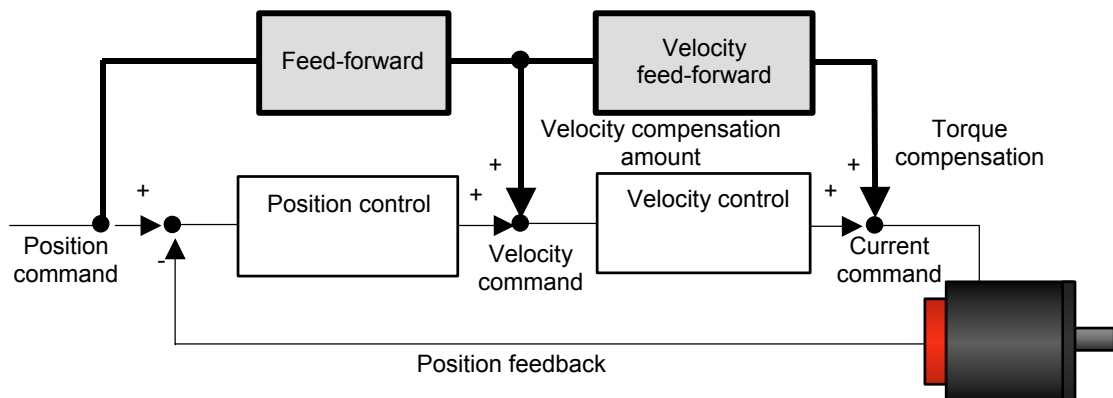 Feed-forward
Velocity
feed-forward
Velocity compensation
amount
Torque
compensation
+
+
+
+
+
Position control
Velocity control
Position
command
-
Velocity
command
Current
command
Position feedback